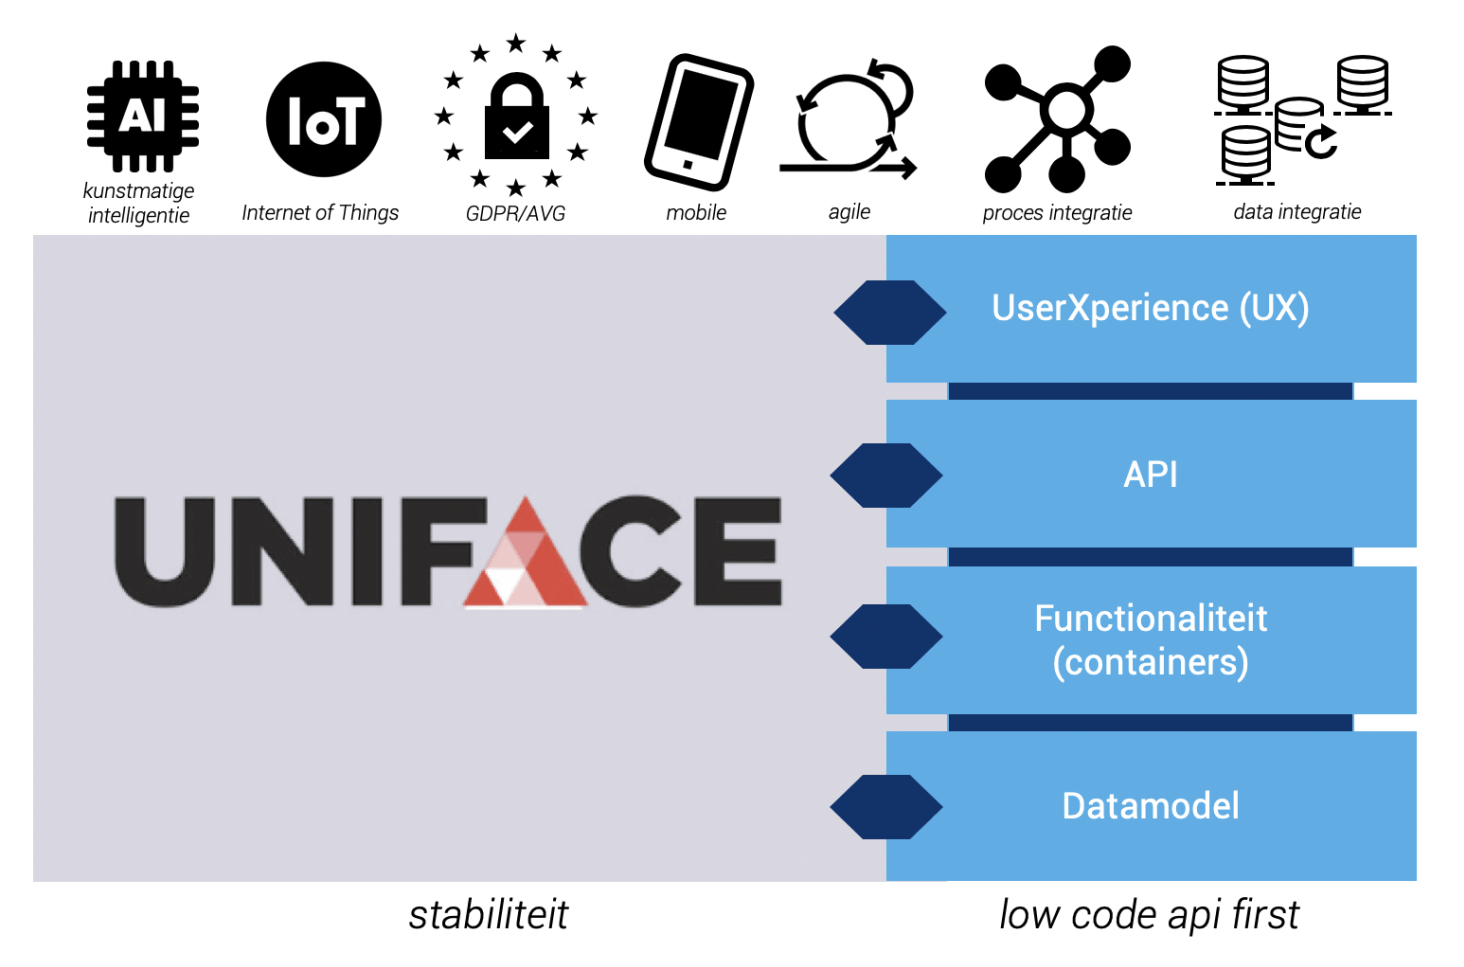 AI
IoT
kunstmatige
intelligentie
Internet of Things
GDPR/AVG
mobile
agile
proces integratie
data integratie
UserXperience (UX)
API
UNIFACE
Functionaliteit
(containers)
Datamodel
stabiliteit
low code api first